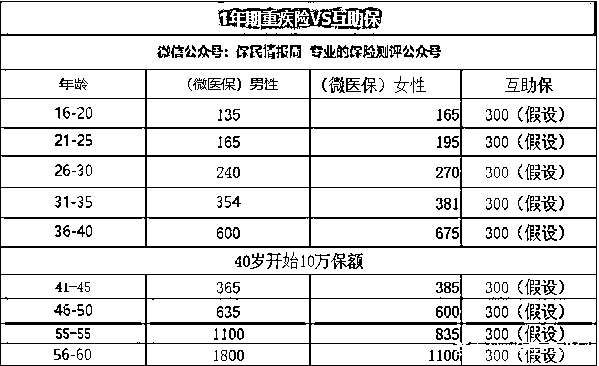 1年期重疾险VS互助保
微信公众号：保民情报局 专业的保险测评公众号
年龄 （微医保）男性 （微医保）女性 互助保
16-20 135 165 300（假设）
21-25 165 195 300（假设）
26-30 240 270 300（假设）
31-35 354 381 300（假设）
36-40 600 675 300（假设）
40岁开始10万保额
41-45 365 385 300（假设）
46-50 635 600 300（假设）
55-55 1100 835 300（假设）
56-60 1800 1100 300（假设）